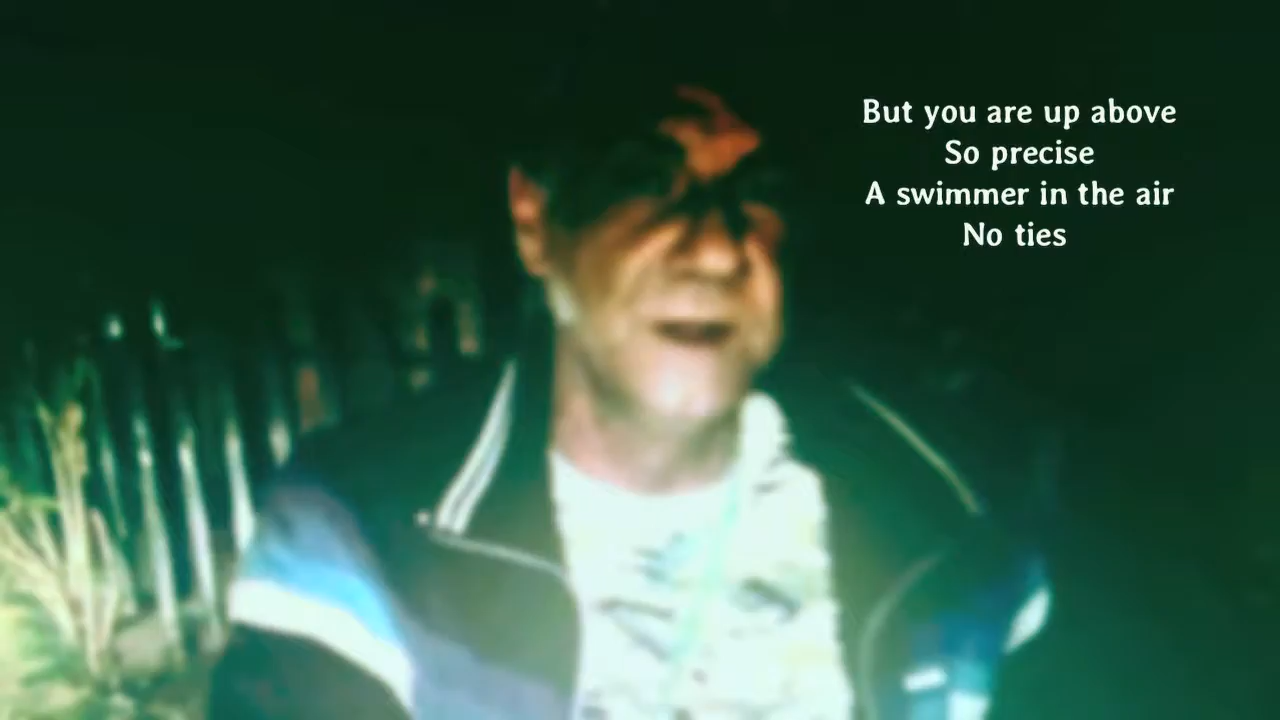 But you are up above
So precise
A swimmer in the air
No ties